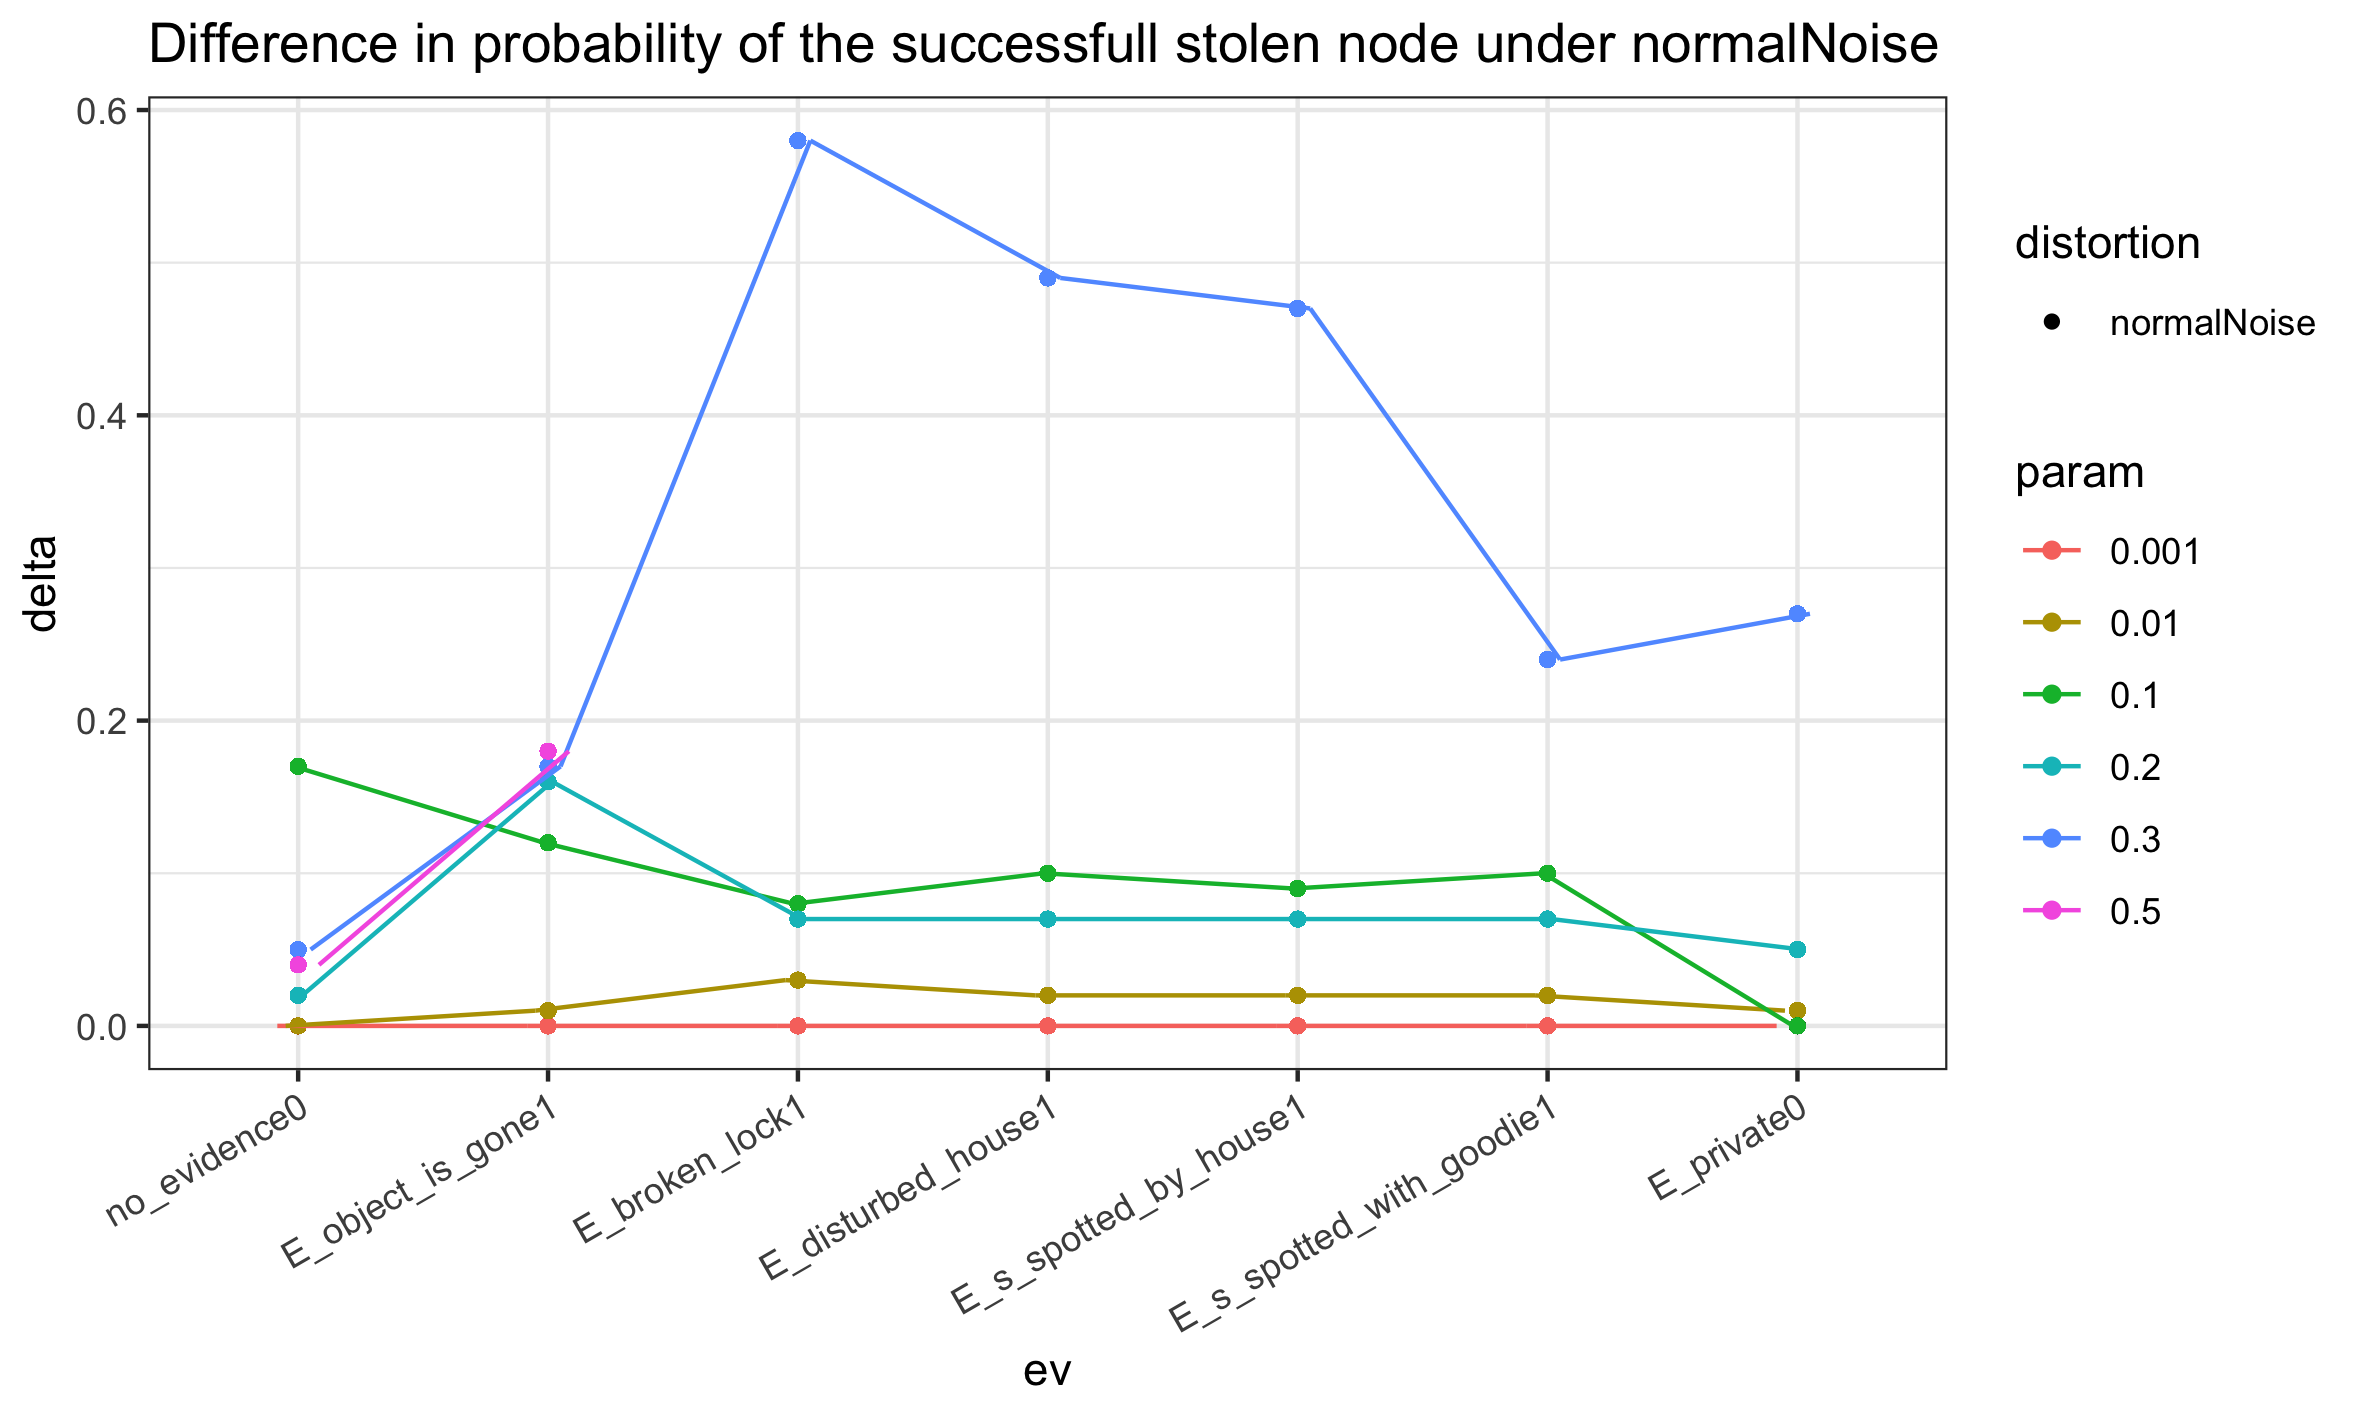 Difference in probability of the successfull stolen node under normalNoise
0.6
0.4
0.2
0.0
delta
no_evidence0
E_object_is_gone1
E_broken_lock1
E_disturbed_house1
E_s_spotted_by_house1
E_s_spotted_with_goodie1
E_private0
ev
distortion
normalNoise
param
0.001
0.01
0.1
0.2
0.3
0.5